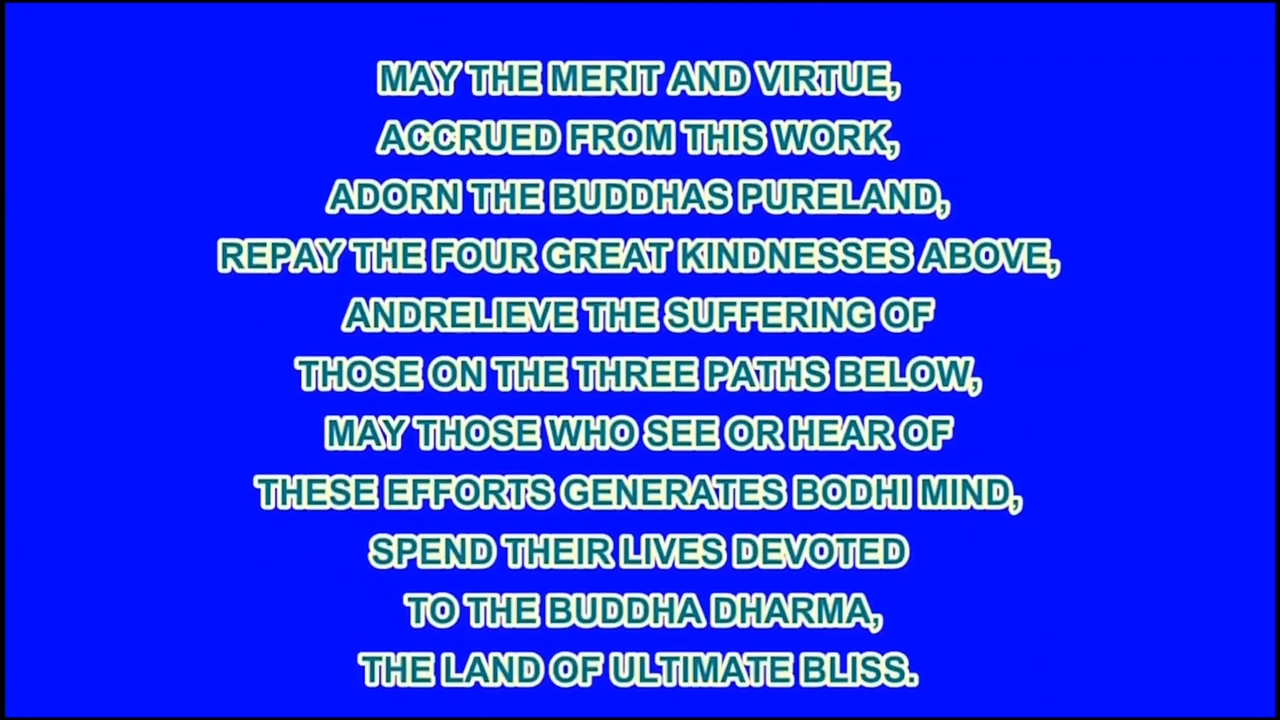 MAY THE MERIT AND VIRTUE,
ACCRUED FROM THIS WORK,
ADORN THE BUDDHAS PURELAND,
REPAY THE FOUR GREAT KINDNESSES ABOVE,
ANDRELIEVE THE SUFFERING OF
THOSE ON THE THREE PATHS BELOW,
MAY THOSE WHO SEE OR HEAR OF
THESE EFFORTS GENERATES BODHI MIND,
SPEND THEIR LIVES DEVOTED
TO THE BUDDHA DHARMA,
THE LAND OF ULTIMATE BLISS.